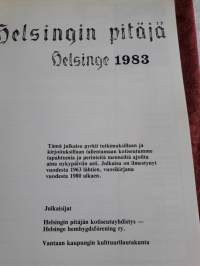 Helsingin pitäjä
Helsinge 1983
Tämä julkaisu pyrkii tutkimuksillaan ja
kirjoituksillaan tallentamaan kotiseutumme
tapahtumia ja perinteitä menneiltä ajoilta
aina nykypäiviin asti. Julkaisu on ilmestynyt
vuodesta 1963 lähtien, vuosikirjana
vuodesta 1980 alkaen.
Julkaisijat
Helsingin pitäjän kotiseutuyhdistys —
Helsinge hembygdsförening ry.
Vantaan kaupungin kulttuurilautakunta